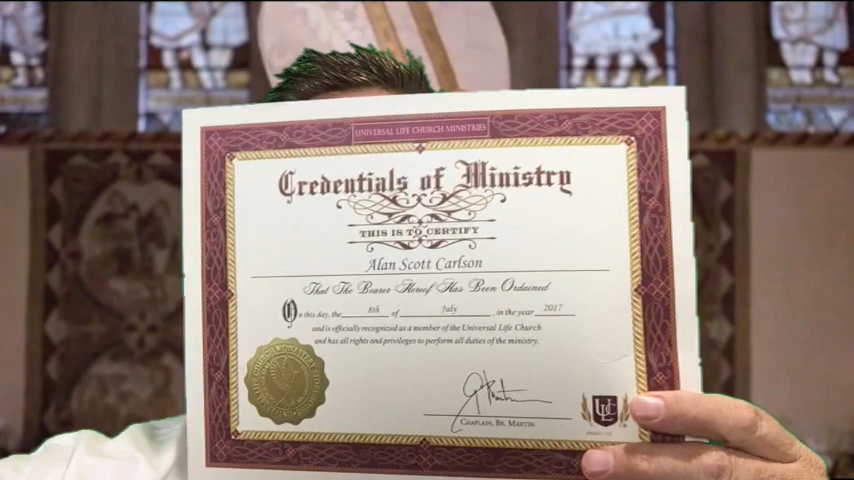 UNIVERSAL LIFE CHURCH MINISTRIES
Credentials of Ministry
THIS IS TO CERTIFY
Alan Scott Carlson
That The Bearer Hereof Has Been Ordained
On this day, the 8th of July, in the year 2017
and is officially recognized as a member of the Universal Life Church
and has all rights and privileges to perform all duties of the ministry.
CHAPLAIN, BR. MARTIN
ULC